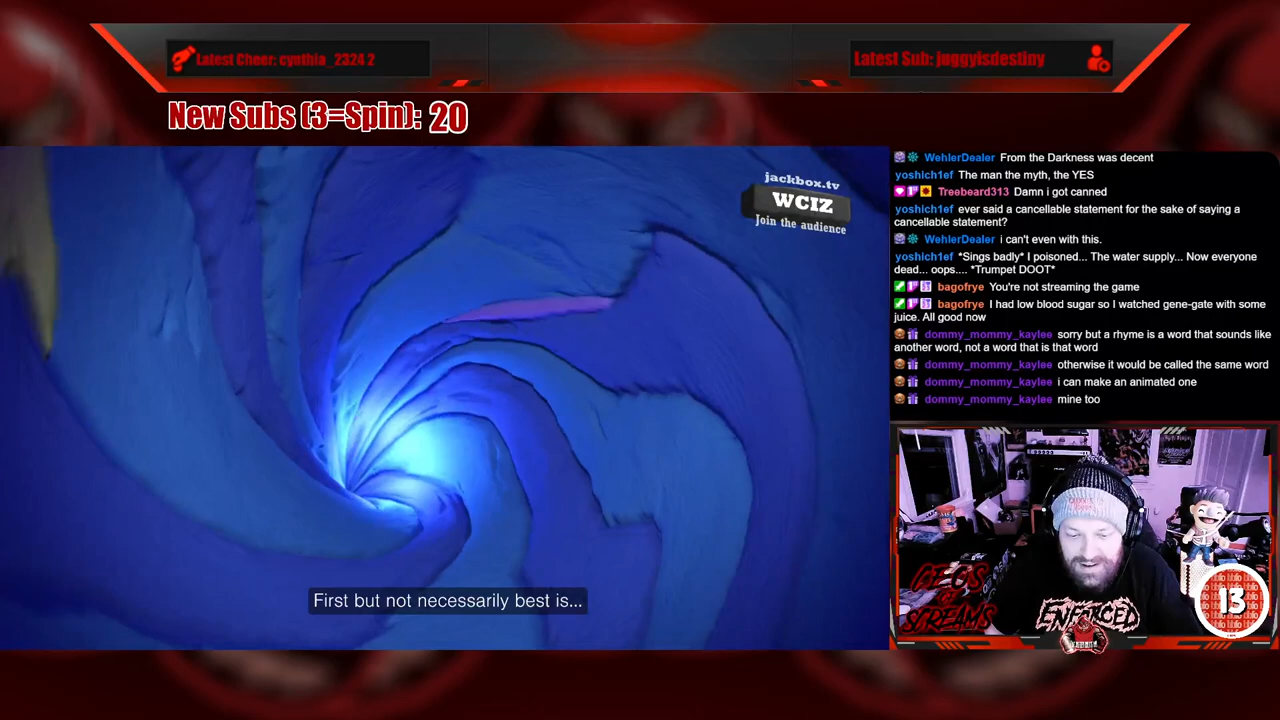 Latest Cheer: cynthia_2324 2
Latest Sub: juggyisdestiny
New Subs (3=Spin): 20
jackbox.tv
WCIZ
Join the audience
First but not necessarily best is...
WehlerDealer From the Darkness was decent
yoshich1ef The man the myth, the YES
Treebeard313 Damn i got canned
yoshich1ef ever said a cancellable statement for the sake of saying a
cancellable statement?
WehlerDealer i can't even with this.
yoshich1ef *Sings badly* I poisoned... The water supply... Now everyone
dead... oops.... *Trumpet DOOT*
bagofrye You're not streaming the game
bagofrye I had low blood sugar so I watched gene-gate with some
juice. All good now
dommy_mommy_kaylee sorry but a rhyme is a word that sounds like
another word, not a word that is that word
dommy_mommy_kaylee otherwise it would be called the same word
dommy_mommy_kaylee i can make an animated one
dommy_mommy_kaylee mine too
ENFORCED
13